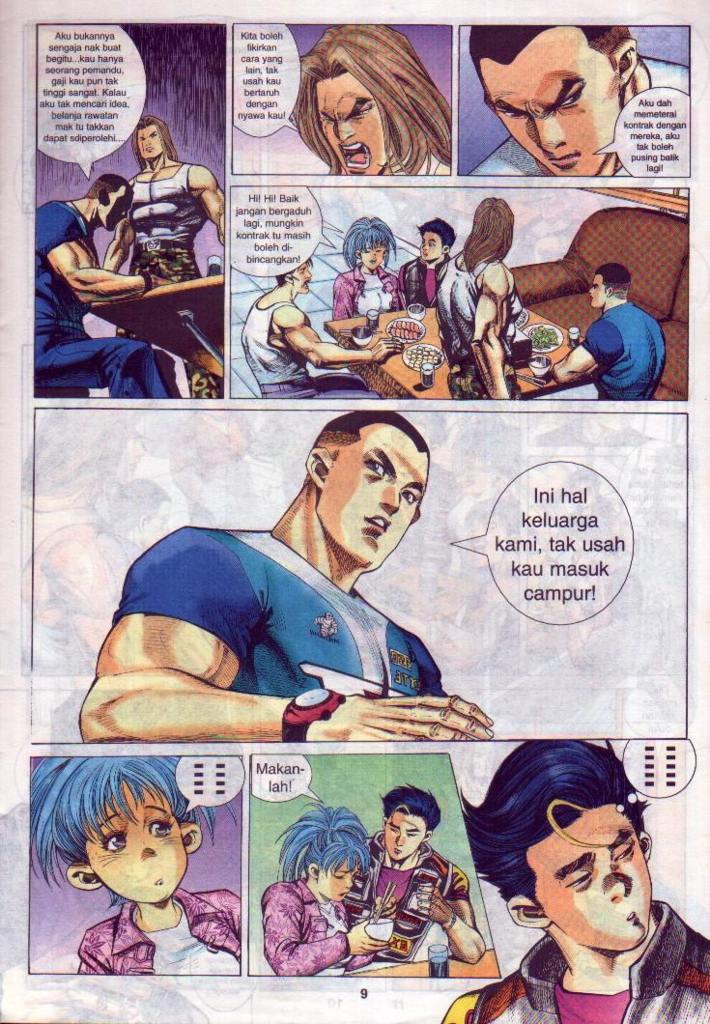 Aku bukannya
sengaja nak buat
begitu...kau hanya
seorang pemandu,
gaji kau pun tak
tinggi sangat. Kalau
aku tak mencari idea,
belanja rawatan
mak tu takkan
dapat sdiperolehi...
Kita boleh
fikirkan
cara yang
lain, tak
usah kau
bertaruh
dengan
nyawa kau!
Aku dah
memeterai
kontrak dengan
mereka, aku
tak boleh
pusing balik
lagi!
Hi! Hi! Baik
jangan bergaduh
lagi, mungkin
kontrak tu masih
boleh di-
bincangkan!
Ini hal
keluarga
kami, tak usah
kau masuk
campur!
Makan-
lah!
9